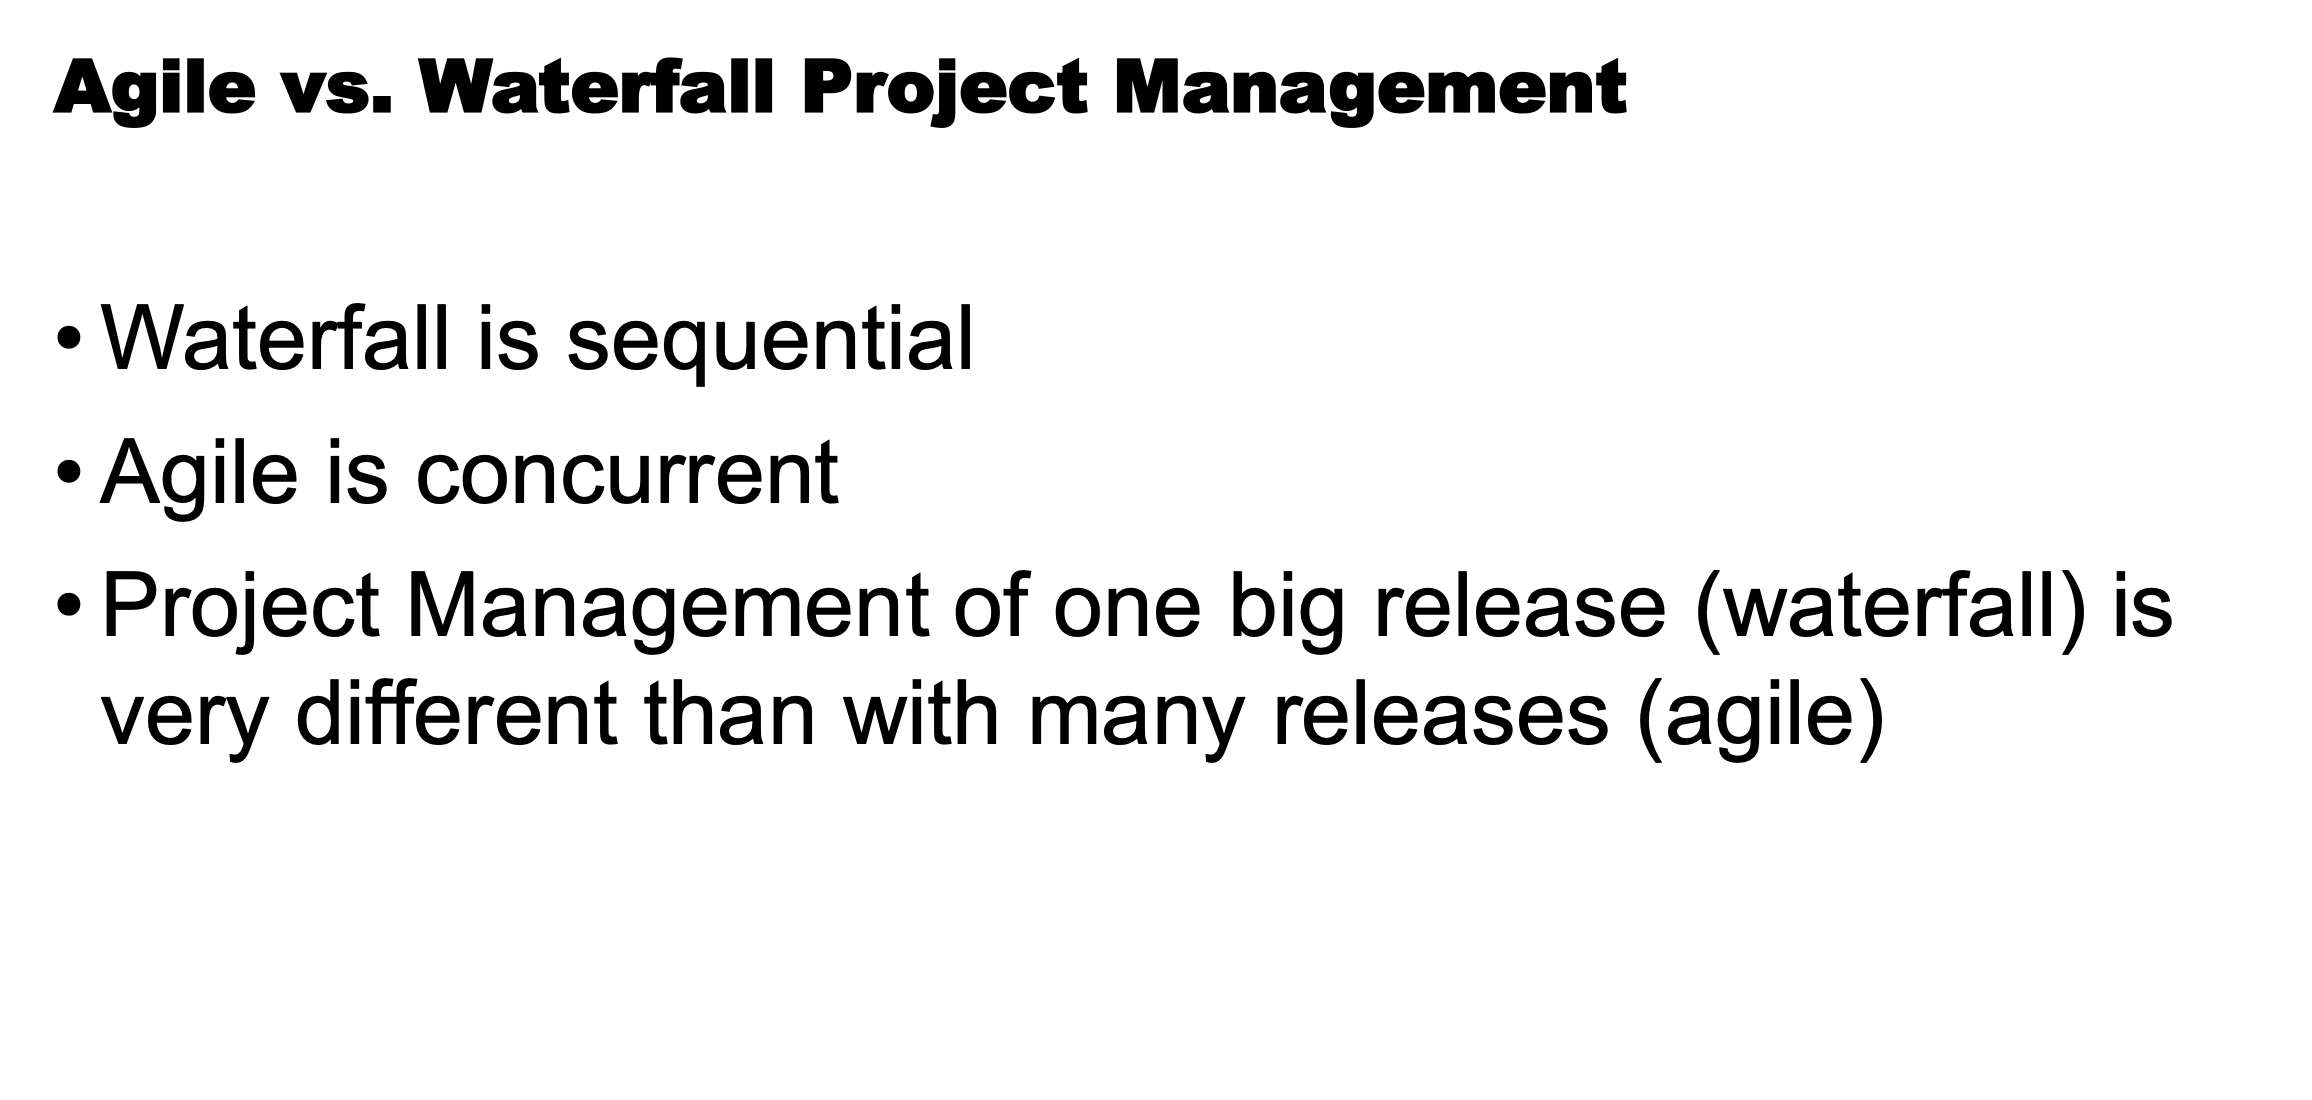 Agile vs. Waterfall Project Management
• Waterfall is sequential
• Agile is concurrent
• Project Management of one big release (waterfall) is
very different than with many releases (agile)